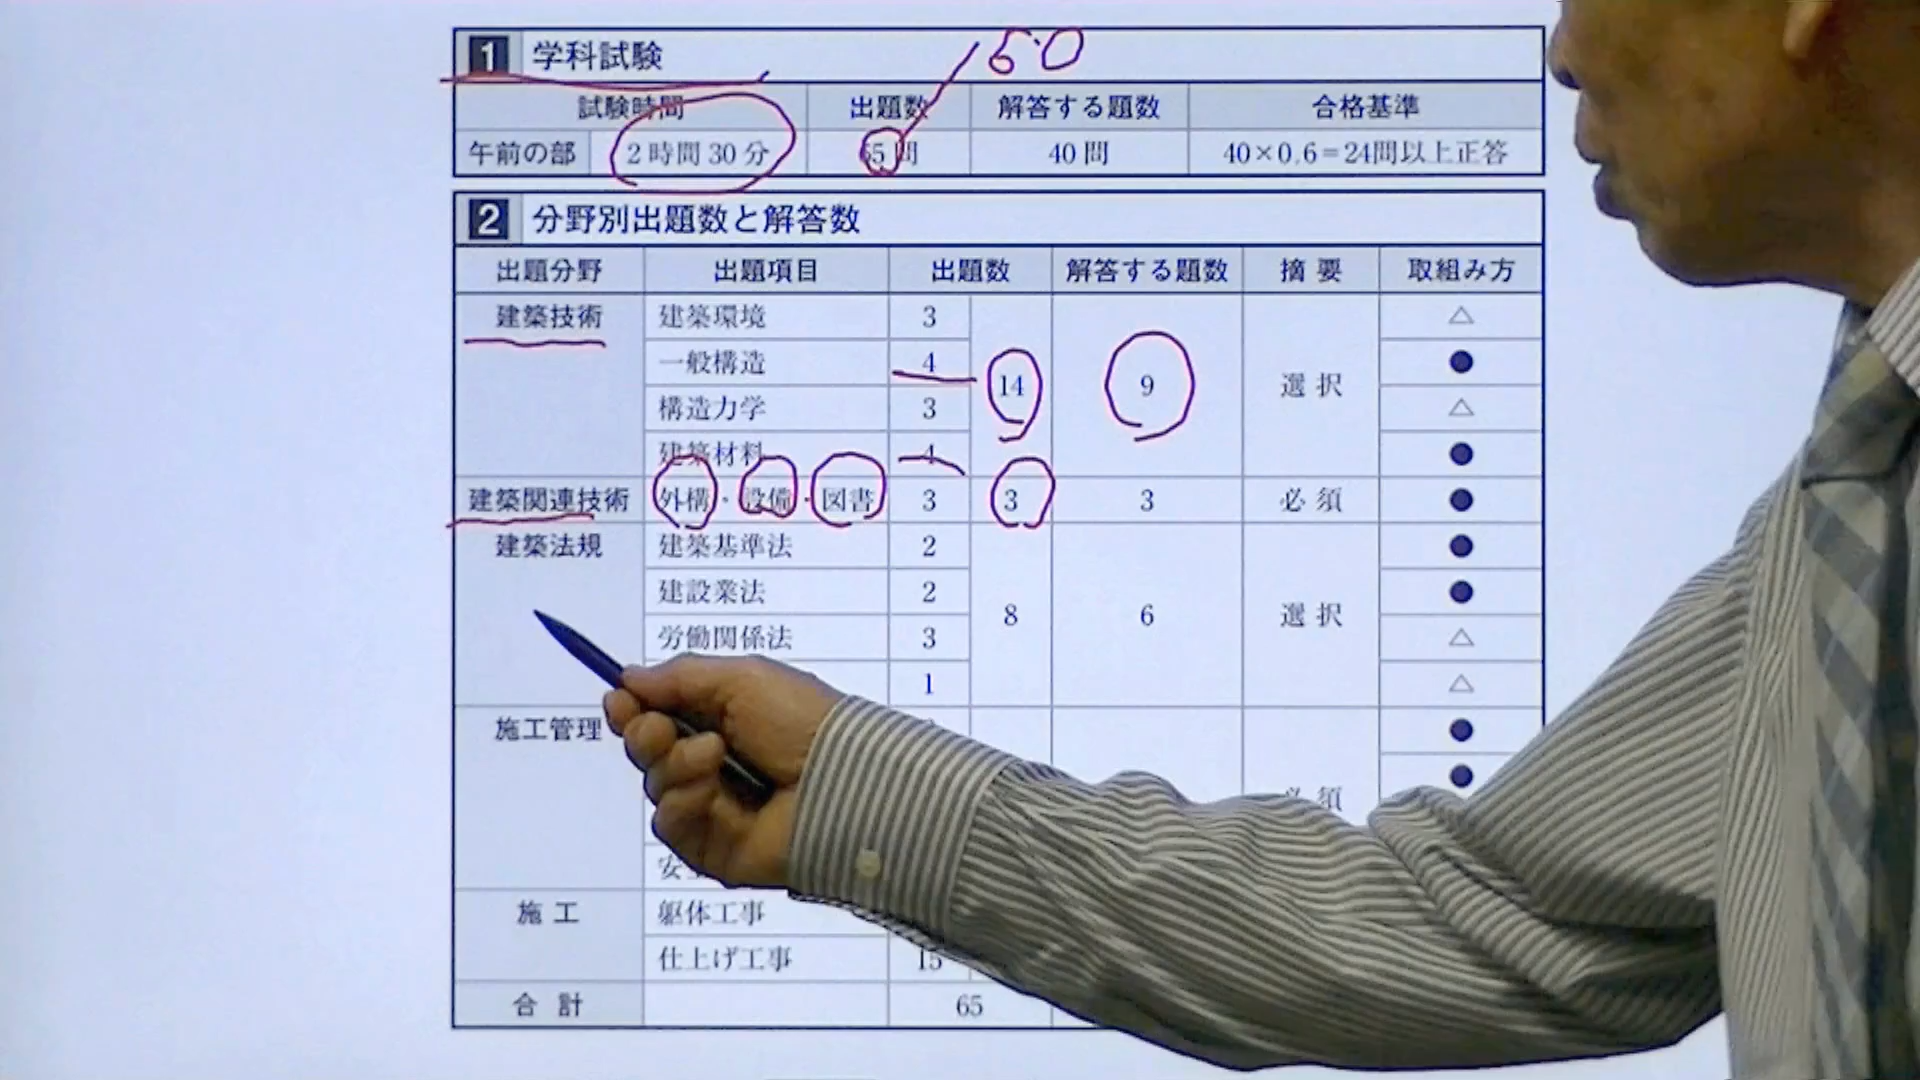 50
1 学科試験
試験時間 出題数 解答する題数 合格基準
午前の部 2時間30分 65問 40問 40×0.6=24問以上正答
2 分野別出題数と解答数
出題分野 出題項目 出題数 解答する題数 摘要 取組み方
建築技術 建築環境 3 △
一般構造 4 ●
14 9 選択
構造力学 3 △
建築材料 4 ●
建築関連技術 外構・設備・図書 3 3 3 必須 ●
建築法規 建築基準法 2 ●
建設業法 2 ●
8 6 選択
労働関係法 3 △
1 △
施工管理 ●
●
必須
施工 躯体工事
仕上げ工事 15
合計 65